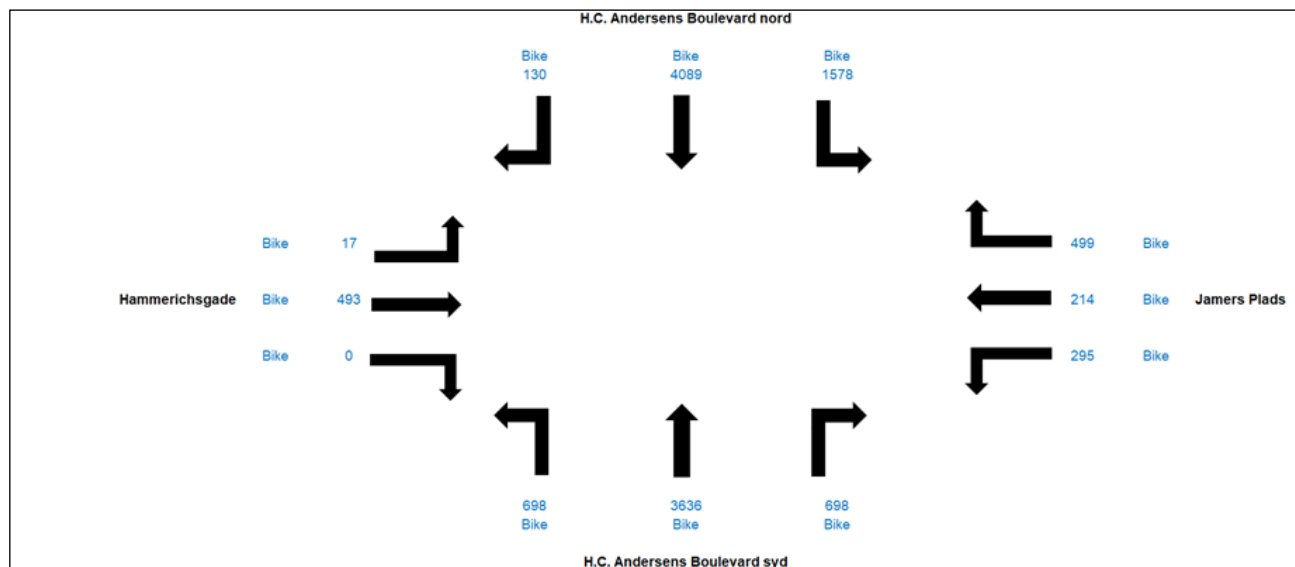 H.C. Andersens Boulevard nord
Bike Bike Bike
130 4089 1578
Bike 17 499 Bike
Hammerichsgade Bike 493 214 Bike Jamers Plads
Bike 0 295 Bike
698 3636 698
Bike Bike Bike
H.C. Andersens Boulevard syd